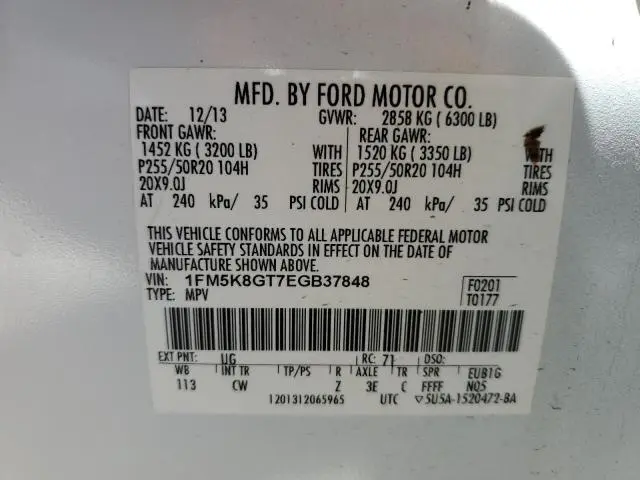 MFD. BY FORD MOTOR CO.
DATE: 12/13 GVWR: 2858 KG ( 6300 LB)
FRONT GAWR: REAR GAWR:
1452 KG ( 3200 LB) WITH 1520 KG ( 3350 LB) WITH
P255/50R20 104H TIRES P255/50R20 104H TIRES
20X9.0J RIMS 20X9.0J RIMS
AT 240 kPa/ 35 PSI COLD AT 240 kPa/ 35 PSI COLD
THIS VEHICLE CONFORMS TO ALL APPLICABLE FEDERAL MOTOR
VEHICLE SAFETY STANDARDS IN EFFECT ON THE DATE OF
MANUFACTURE SHOWN ABOVE.
VIN: 1FM5K8GT7EGB37848 F0201
TYPE: MPV T0177
EXT PNT: UG RC: 71 DSO:
WB INT TR TP/PS R AXLE TR SPR EUB1G
113 CW Z 3E C FFFF NQ5
1201312065965 UTC ▽5U5A-1520472-BA